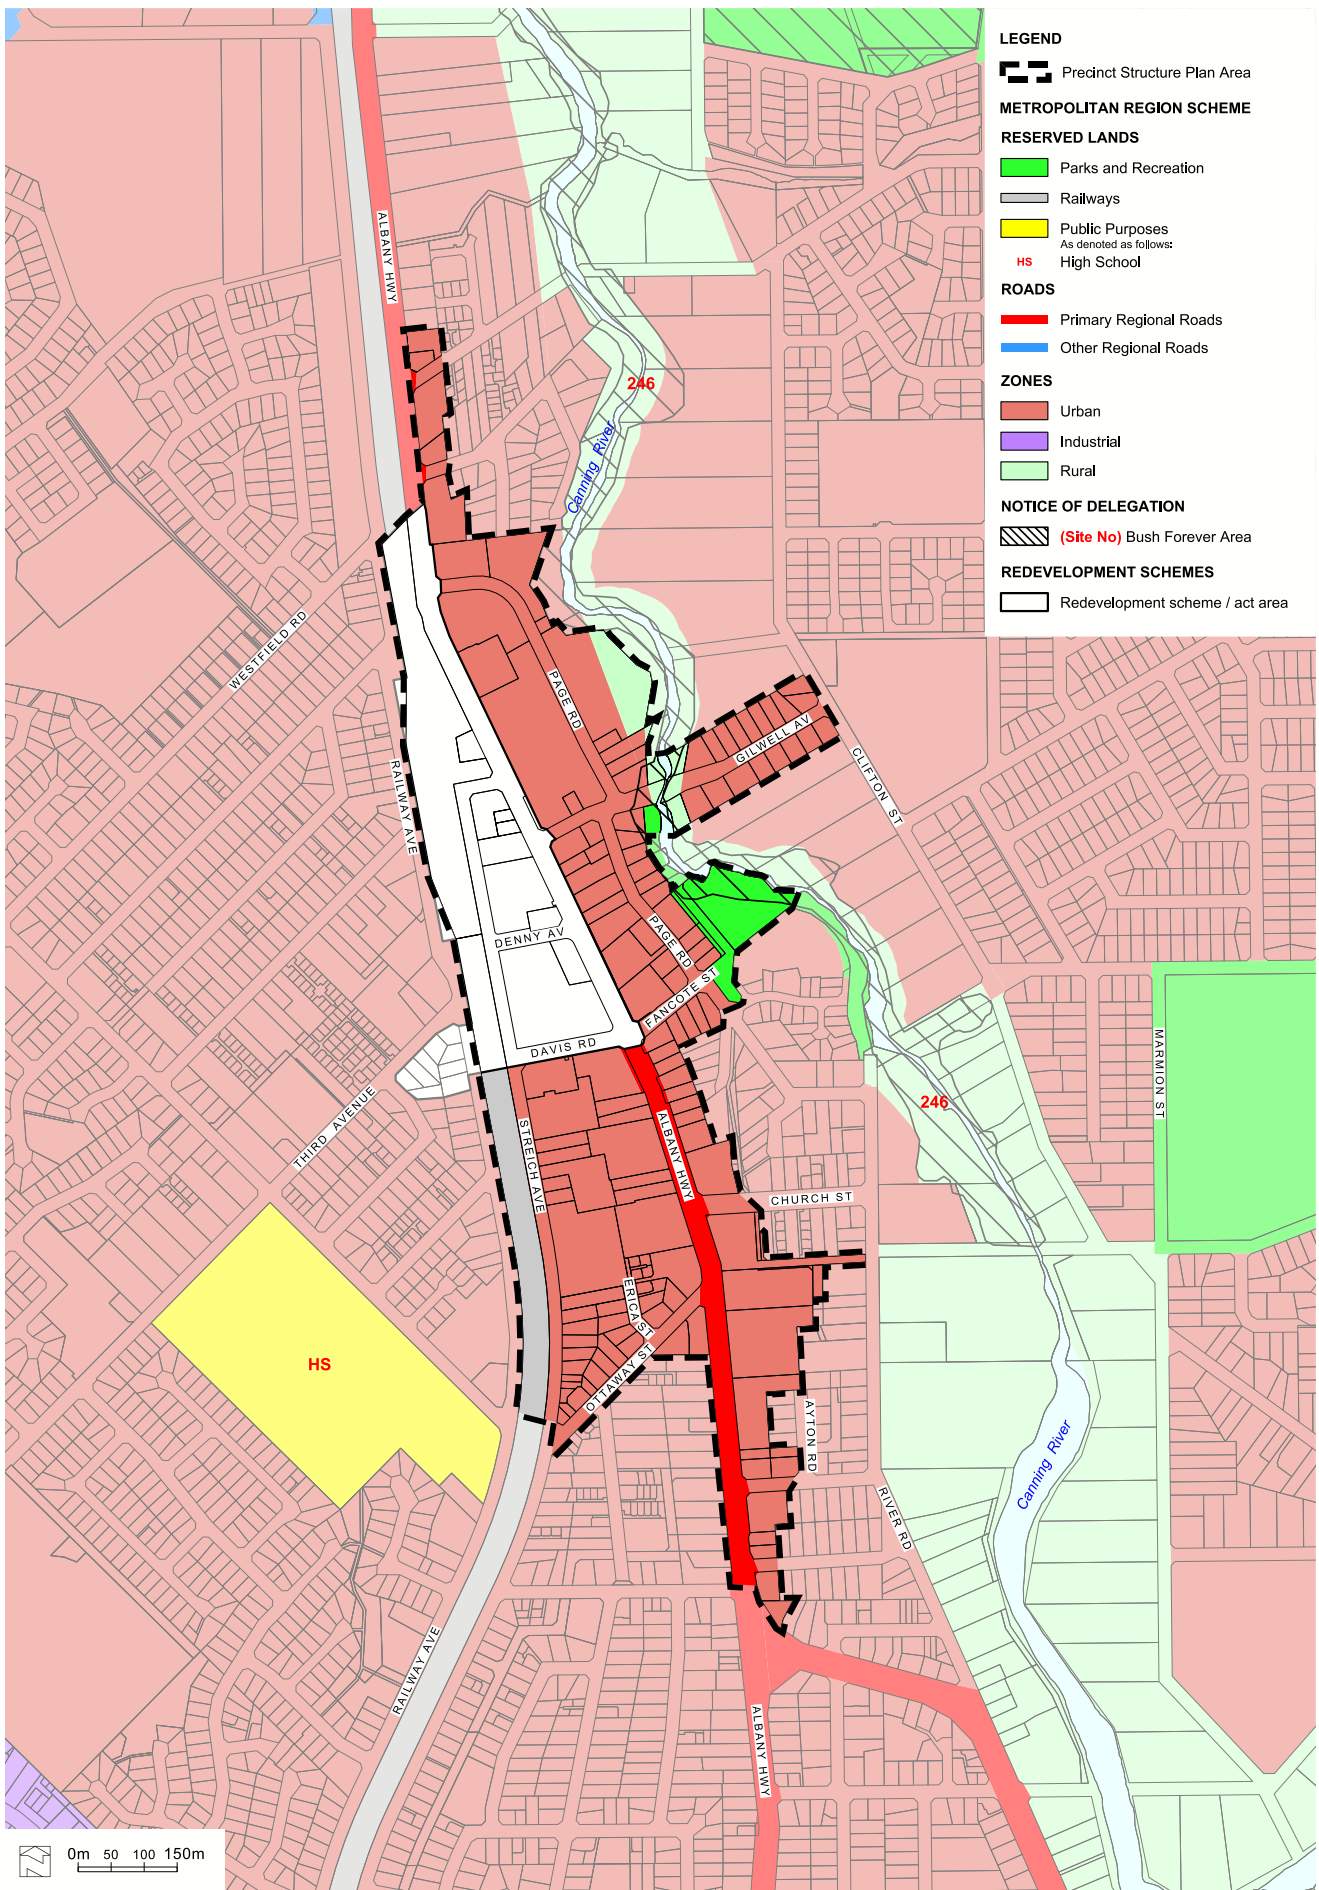 LEGEND
Precinct Structure Plan Area
METROPOLITAN REGION SCHEME
RESERVED LANDS
Parks and Recreation
Railways
Public Purposes
As denoted as follows:
HS High School
ROADS
Primary Regional Roads
Other Regional Roads
ZONES
Urban
Industrial
Rural
NOTICE OF DELEGATION
(Site No) Bush Forever Area
REDEVELOPMENT SCHEMES
Redevelopment scheme / act area
ALBANY HWY
246
Canning River
WESTFIELD RD
PAGE RD
GILWELL AV
CLIFTON ST
RAILWAY AVE
DENNY AV
PAGE RD
FANCOTE ST
DAVIS RD
MARMION ST
246
THIRD AVENUE
STREICH AVE
ALBANY HWY
CHURCH ST
ERICA ST
OTTAWAY ST
HS
AYTON RD
Canning River
RIVER RD
RAILWAY AVE
ALBANY HWY
N
0m 50 100 150m